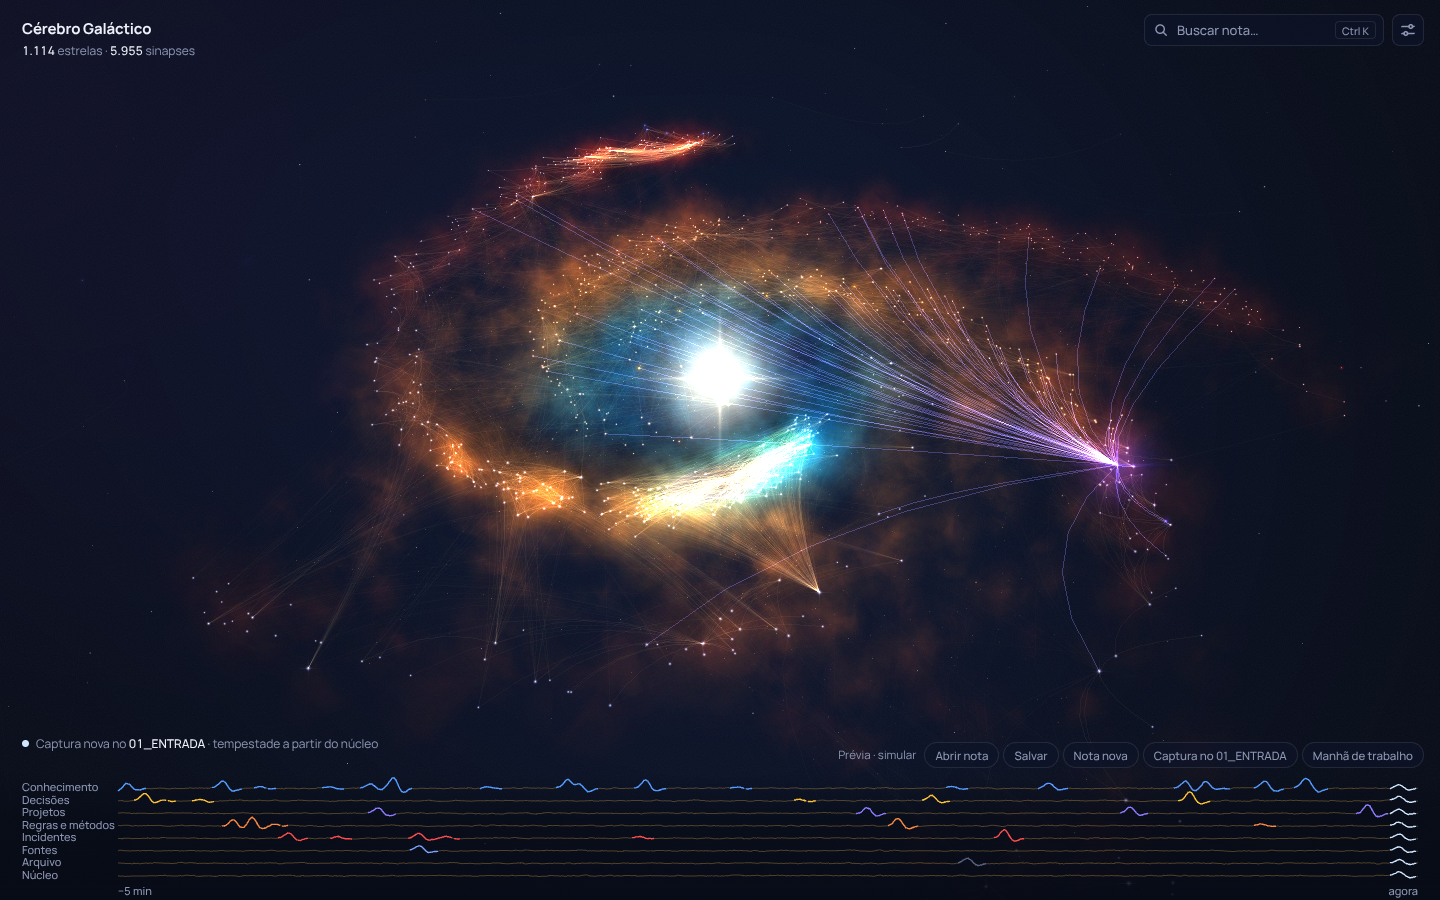 Cérebro Galáctico
1.114 estrelas · 5.955 sinapses
Buscar nota...
Ctrl K
Captura nova no 01_ENTRADA · tempestade a partir do núcleo
Prévia · simular
Abrir nota
Salvar
Nota nova
Captura no 01_ENTRADA
Manhã de trabalho
Conhecimento
Decisões
Projetos
Regras e métodos
Incidentes
Fontes
Arquivo
Núcleo
−5 min
agora